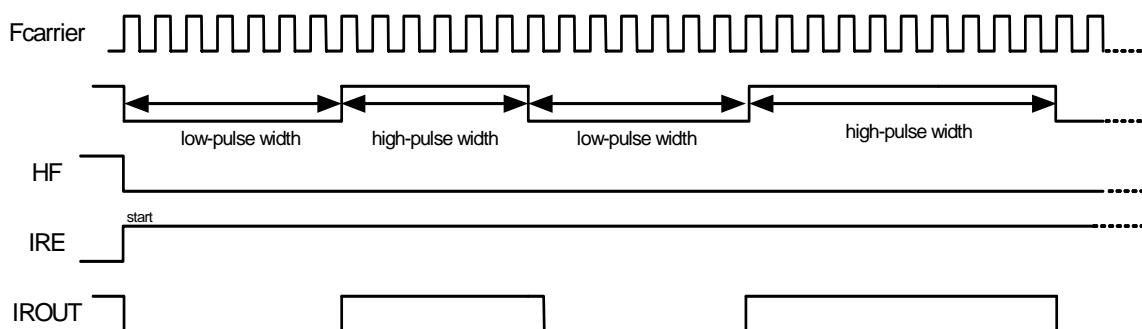 Fcarrier
low-pulse width
high-pulse width
low-pulse width
high-pulse width
HF
start
IRE
IROUT